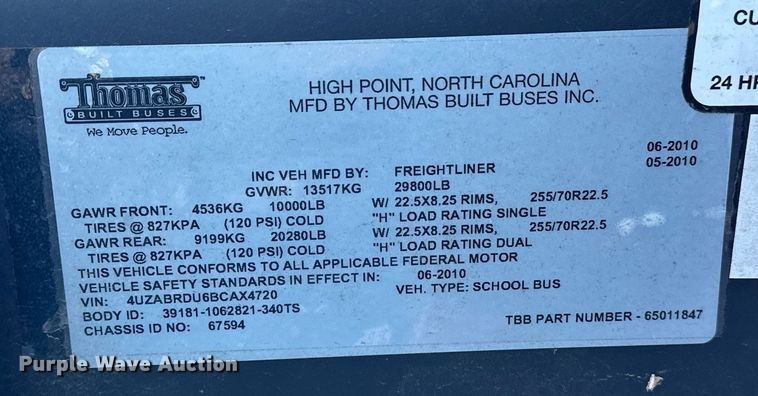 CU
24 HF
Thomas™
BUILT BUSES
We Move People.
HIGH POINT, NORTH CAROLINA
MFD BY THOMAS BUILT BUSES INC.
06-2010
INC VEH MFD BY: FREIGHTLINER 05-2010
GVWR: 13517KG 29800LB
GAWR FRONT: 4536KG 10000LB W/ 22.5X8.25 RIMS, 255/70R22.5
TIRES @ 827KPA (120 PSI) COLD "H" LOAD RATING SINGLE
GAWR REAR: 9199KG 20280LB W/ 22.5X8.25 RIMS, 255/70R22.5
TIRES @ 827KPA (120 PSI) COLD "H" LOAD RATING DUAL
THIS VEHICLE CONFORMS TO ALL APPLICABLE FEDERAL MOTOR
VEHICLE SAFETY STANDARDS IN EFFECT IN: 06-2010
VIN: 4UZABRDU6BCAX4720 VEH. TYPE: SCHOOL BUS
BODY ID: 39181-1062821-340TS
CHASSIS ID NO: 67594 TBB PART NUMBER - 65011847
Purple Wave Auction